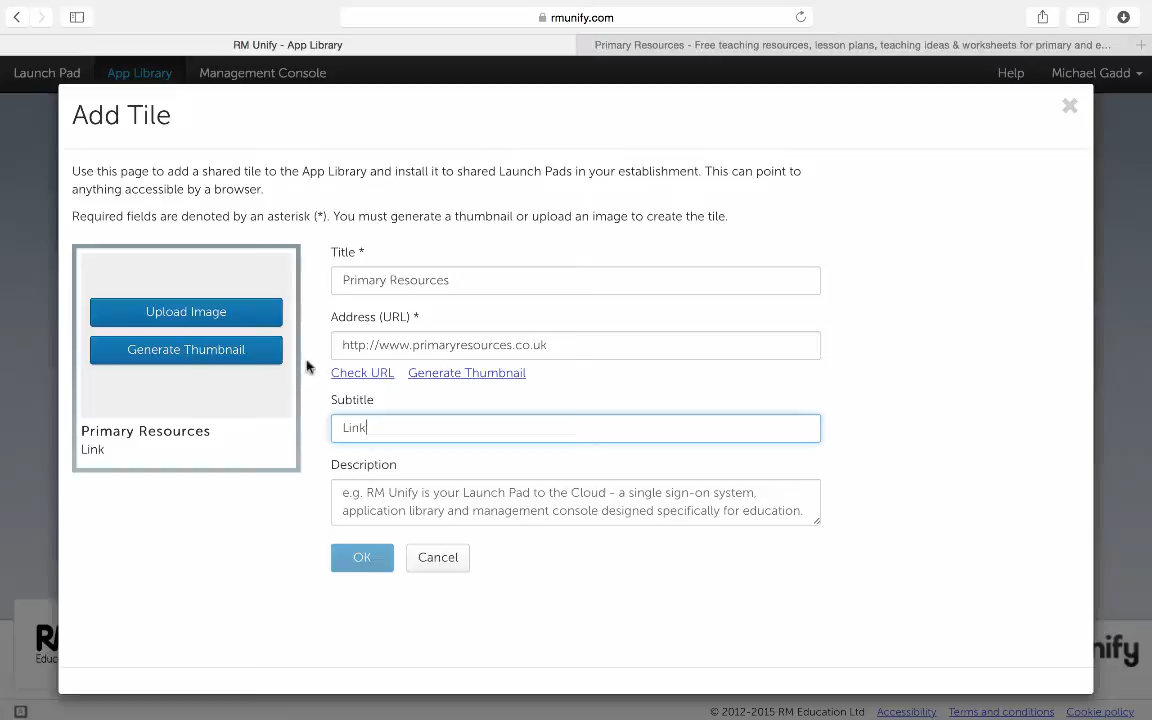 rmunify.com
RM Unify - App Library
Primary Resources - Free teaching resources, lesson plans, teaching ideas & worksheets for primary and e...
Launch Pad
App Library
Management Console
Help
Michael Gadd
Add Tile
Use this page to add a shared tile to the App Library and install it to shared Launch Pads in your establishment. This can point to
anything accessible by a browser.
Required fields are denoted by an asterisk (*). You must generate a thumbnail or upload an image to create the tile.
Upload Image
Generate Thumbnail
Primary Resources
Link
Title *
Primary Resources
Address (URL) *
http://www.primaryresources.co.uk
Check URL
Generate Thumbnail
Subtitle
Link
Description
e.g. RM Unify is your Launch Pad to the Cloud - a single sign-on system,
application library and management console designed specifically for education.
OK
Cancel
RM
Educ
nify
© 2012-2015 RM Education Ltd
Accessibility
Terms and conditions
Cookie policy